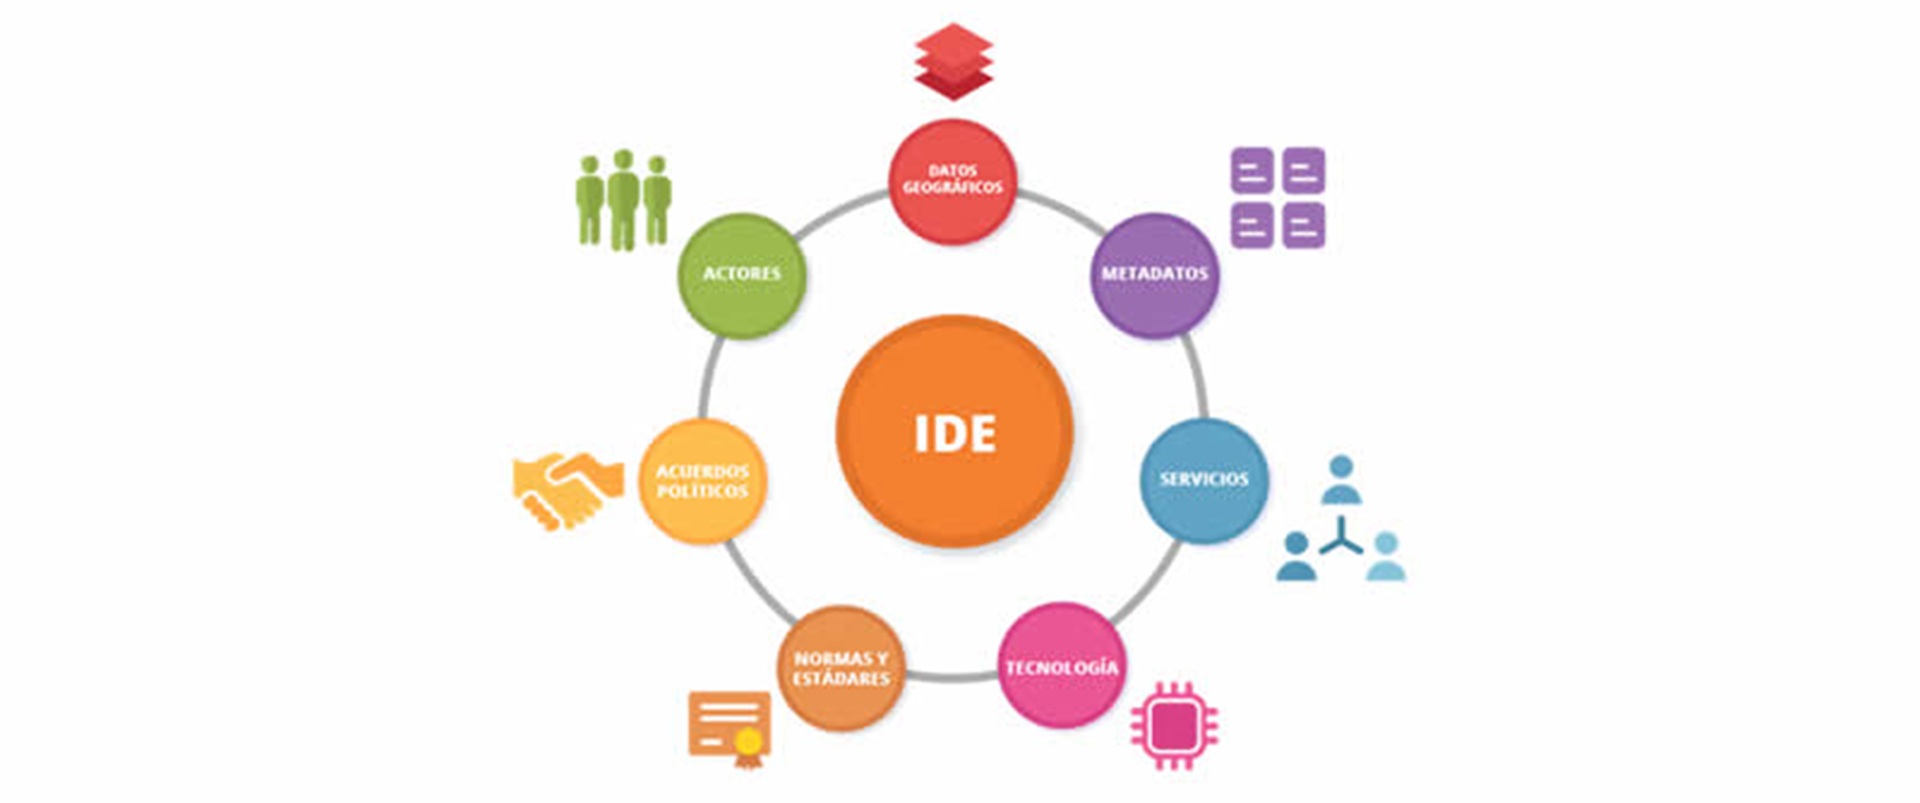 DATOS
GEOGRÁFICOS
ACTORES
METADATOS
IDE
ACUERDOS
POLÍTICOS
SERVICIOS
NORMAS Y
ESTÁDARES
TECNOLOGÍA